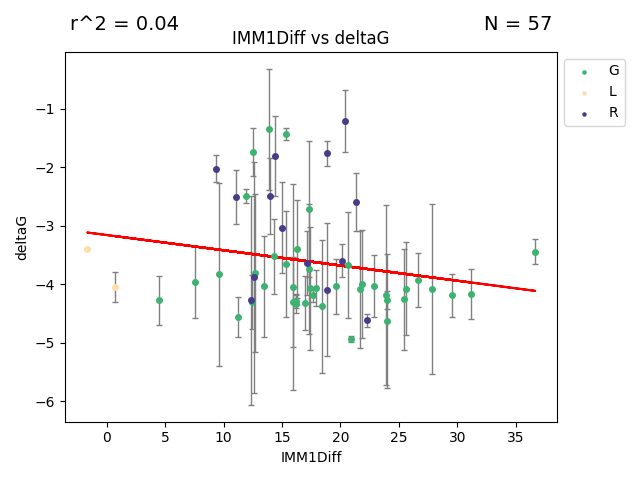 r^2 = 0.04
N = 57
IMM1Diff vs deltaG
G
L
R
−1
−2
−3
−4
−5
−6
deltaG
0 5 10 15 20 25 30 35
IMM1Diff